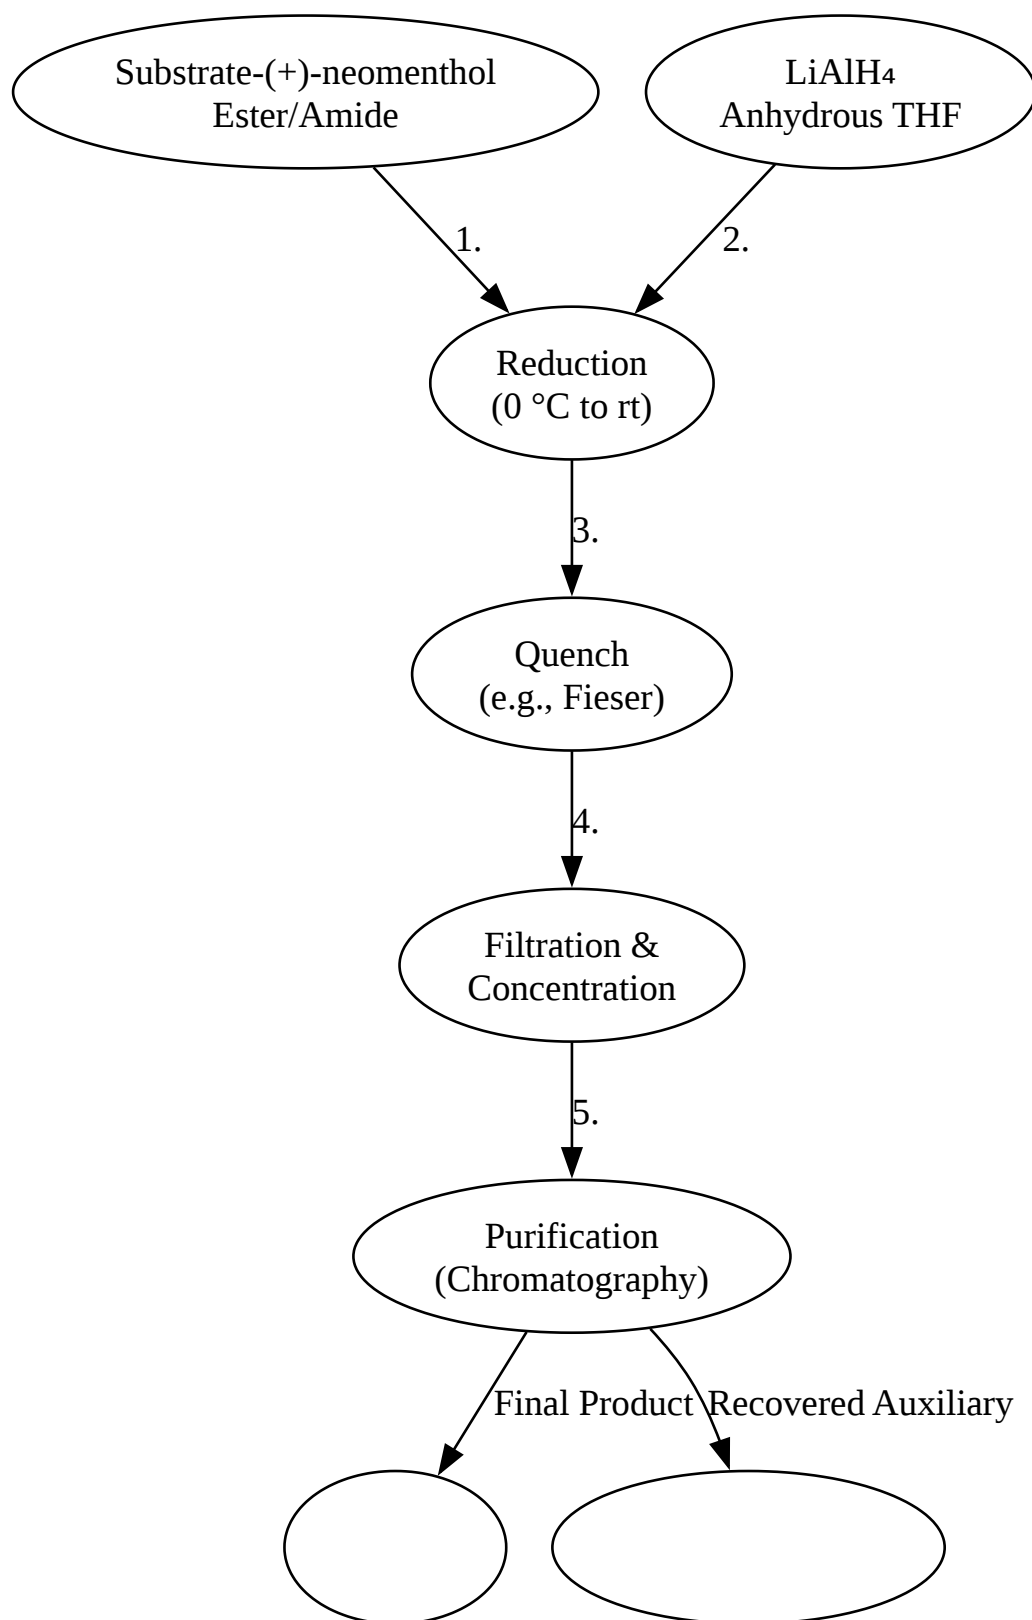 Substrate-(+)-neomenthol
Ester/Amide
LiAlH₄
Anhydrous THF
1.
2.
Reduction
(0 °C to rt)
3.
Quench
(e.g., Fieser)
4.
Filtration &
Concentration
5.
Purification
(Chromatography)
Final Product
Recovered Auxiliary